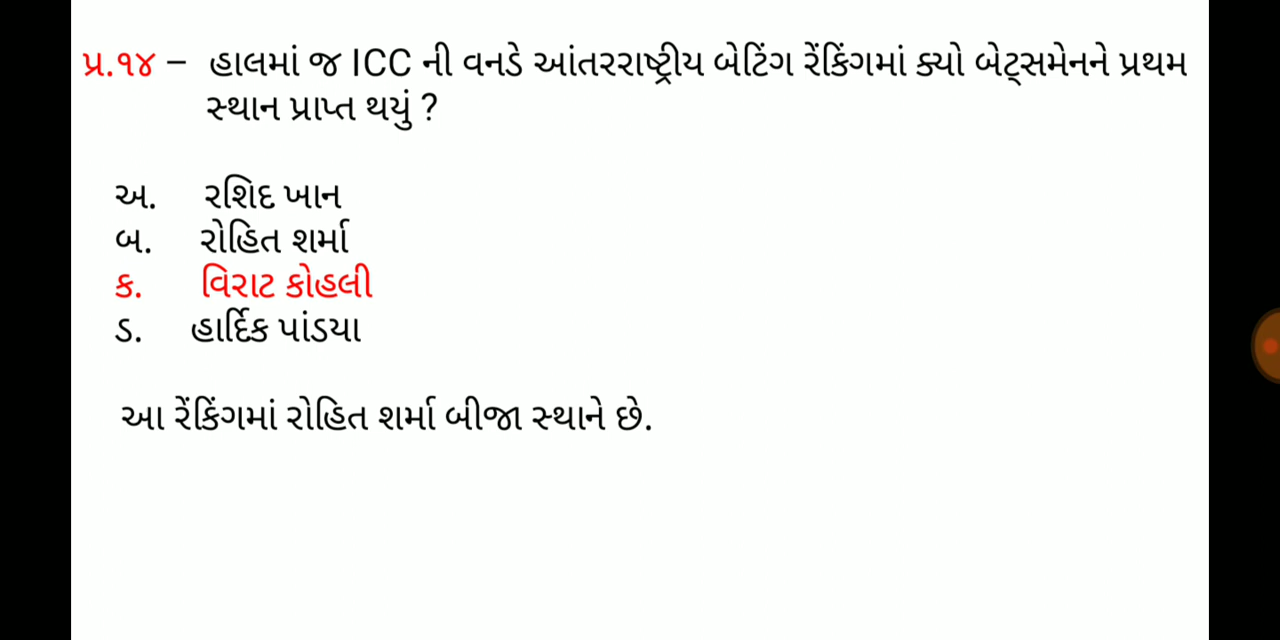 પ્ર.૧૪ – હાલમાં જ ICC ની વનડે આંતરરાષ્ટ્રીય બેટિંગ રેંકિંગમાં ક્યો બેટ્સમેનને પ્રથમ
સ્થાન પ્રાપ્ત થયું ?
અ. રશિદ ખાન
બ. રોહિત શર્મા
ક. વિરાટ કોહલી
ડ. હાર્દિક પાંડયા
આ રેંકિંગમાં રોહિત શર્મા બીજા સ્થાને છે.